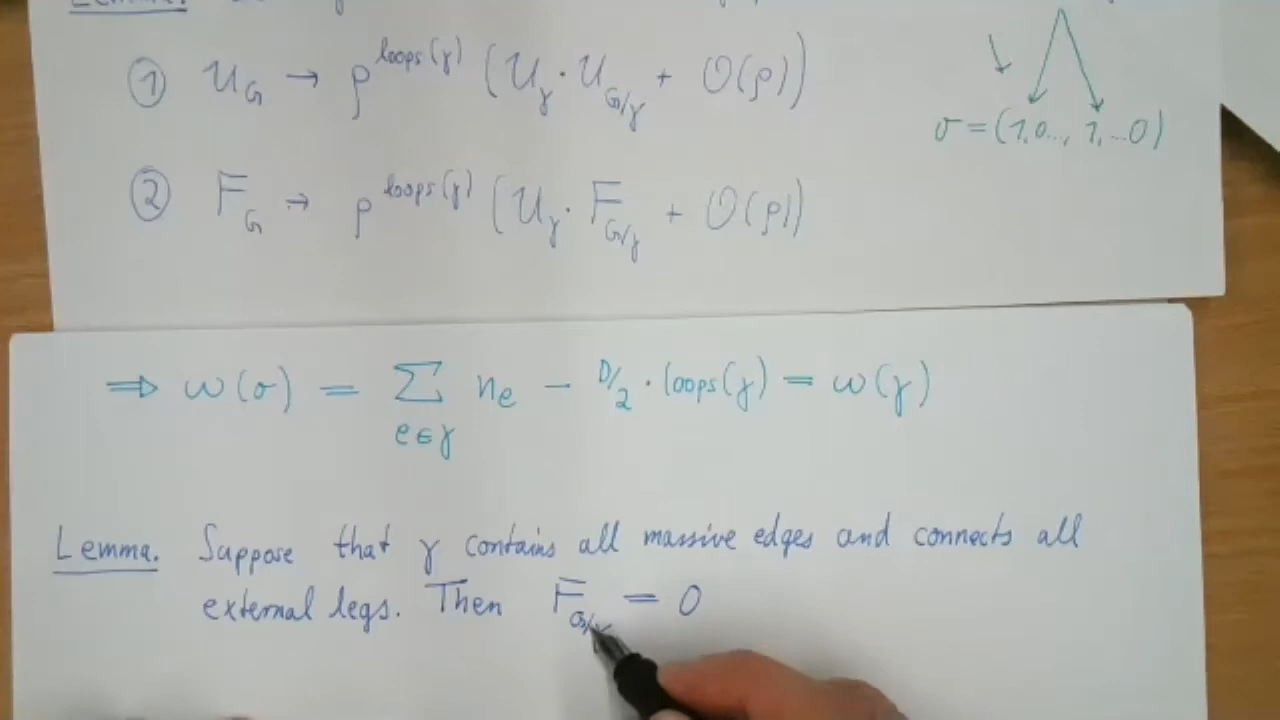 Lemma.
① U_G → ρ^{loops(γ)} (U_γ · U_{G/γ} + O(ρ))
σ = (1,0..., 1,...0)
② F_G → ρ^{loops(γ)} (U_γ · F_{G/γ} + O(ρ))
⇒ ω(σ) = ∑_{e∈γ} n_e − D/2 · loops(γ) = ω(γ)
Lemma. Suppose that γ contains all massive edges and connects all
external legs. Then F_{G/γ} = 0